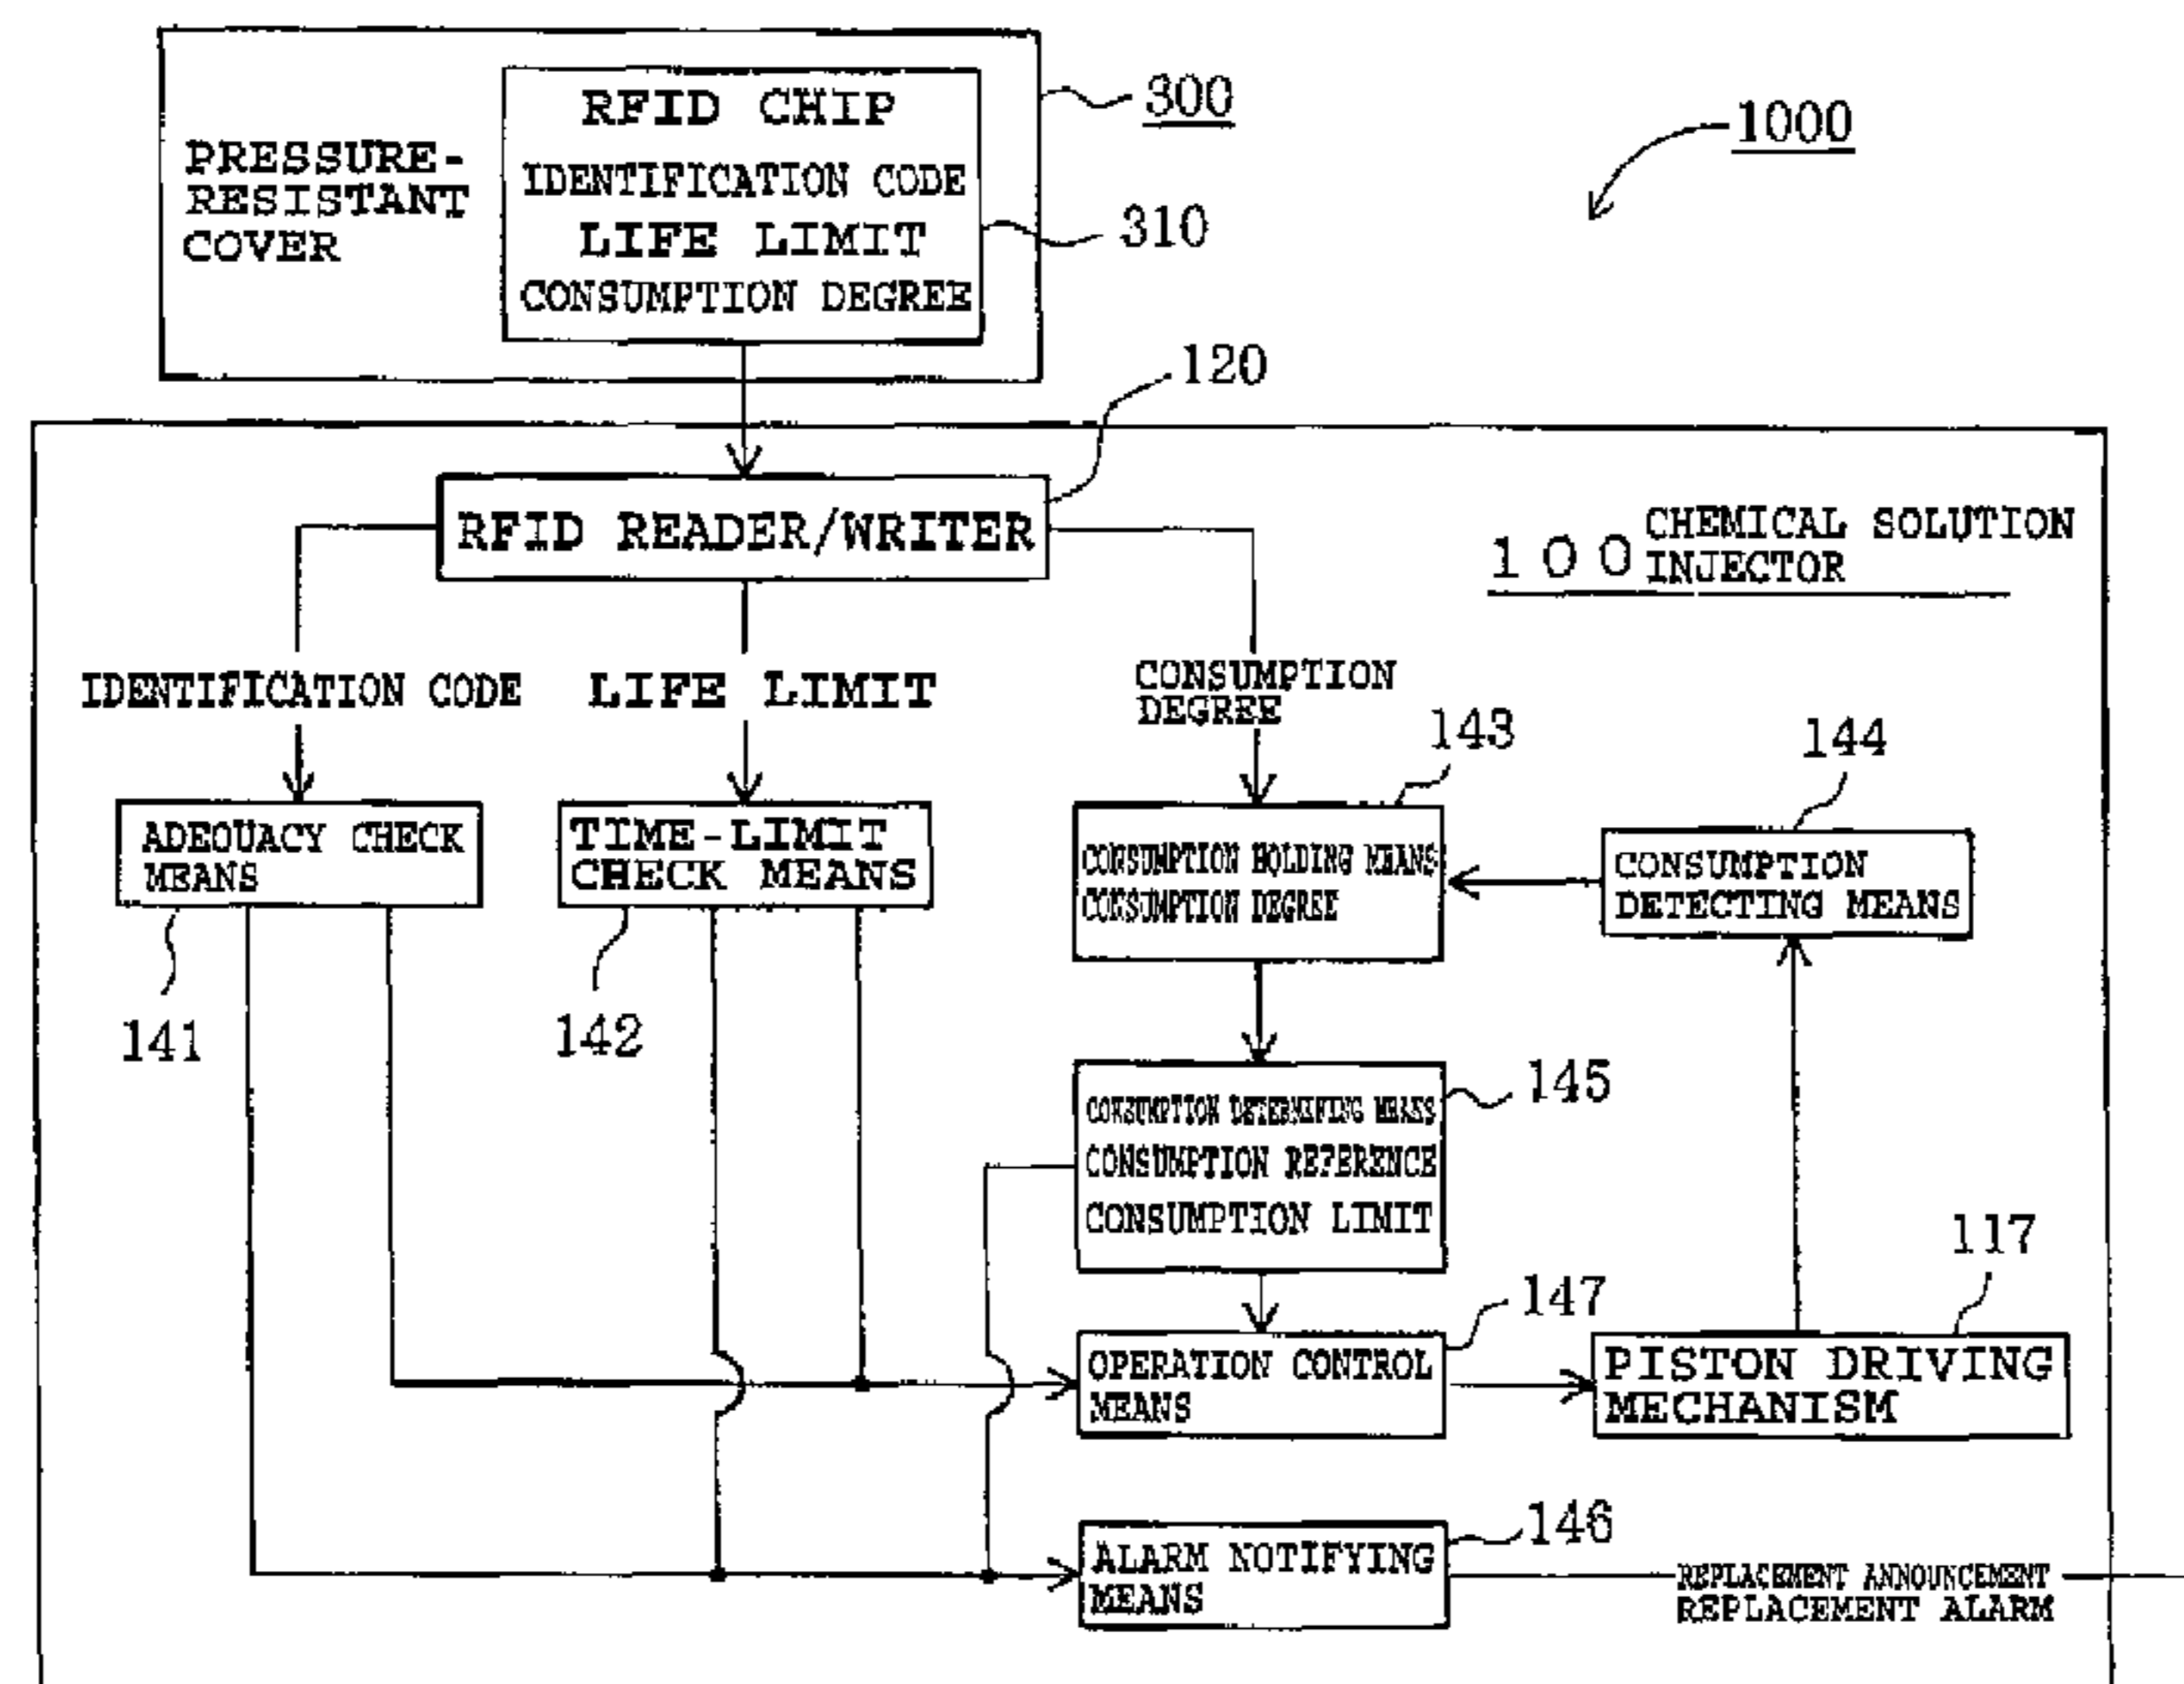 RFID CHIP
300
1000
PRESSURE-
RESISTANT
COVER
IDENTIFICATION CODE
LIFE LIMIT
310
CONSUMPTION DEGREE
120
RFID READER/WRITER
100 CHEMICAL SOLUTION
INJECTOR
IDENTIFICATION CODE
LIFE LIMIT
CONSUMPTION
DEGREE
143
144
ADEQUACY CHECK
MEANS
TIME-LIMIT
CHECK MEANS
CONSUMPTION HOLDING MEANS
CONSUMPTION DEGREE
CONSUMPTION
DETECTING MEANS
141
142
145
CONSUMPTION DETERMINING MEANS
CONSUMPTION REFERENCE
CONSUMPTION LIMIT
117
147
OPERATION CONTROL
MEANS
PISTON DRIVING
MECHANISM
146
ALARM NOTIFYING
MEANS
REPLACEMENT ANNOUNCEMENT
REPLACEMENT ALARM